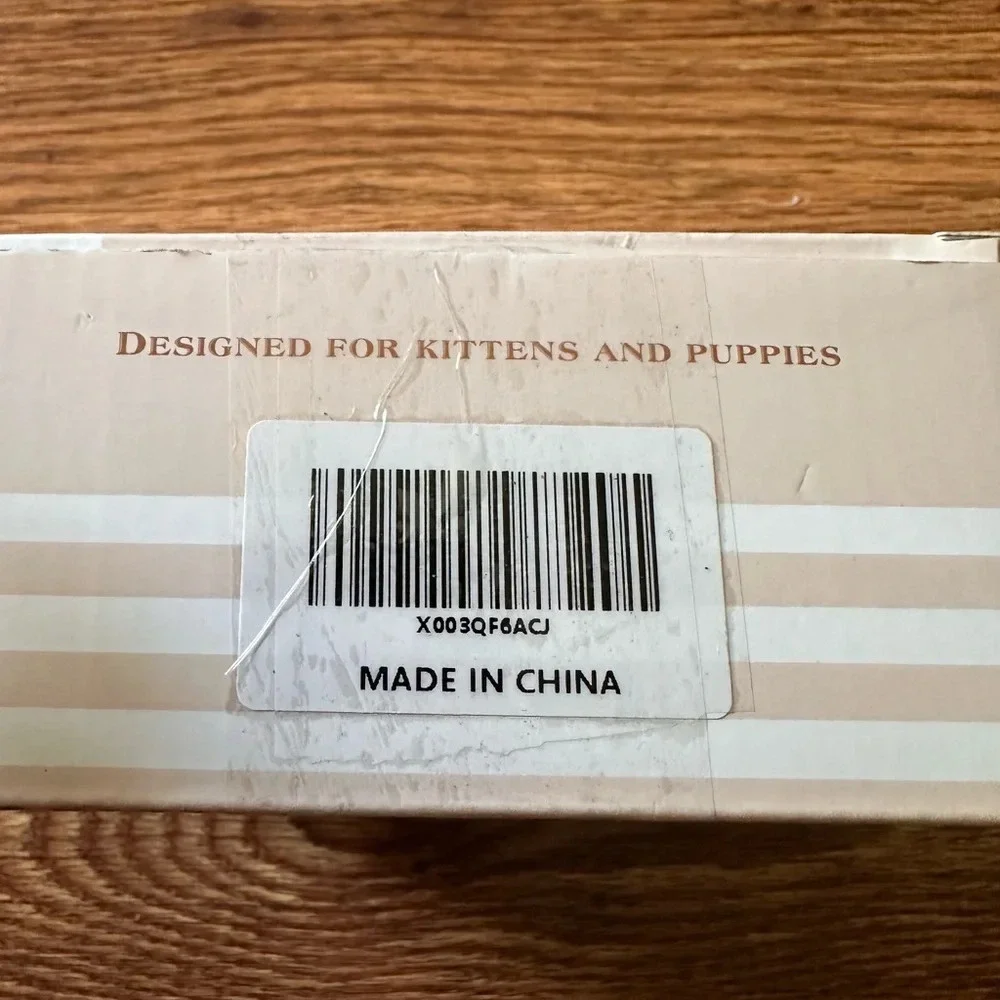 DESIGNED FOR KITTENS AND PUPPIES
X003QF6ACJ
MADE IN CHINA